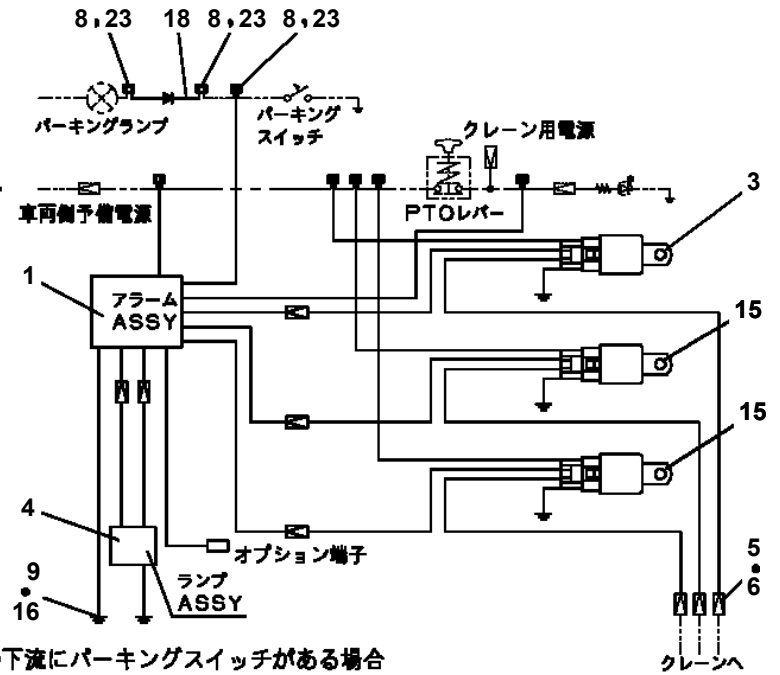 8,23 18 8,23 8,23
パーキングランプ
パーキング
スイッチ
クレーン用電源
車両側予備電源
PTOレバー
3
1
アラーム
ASSY
15
15
4
オプション端子
9
・
16
ランプ
ASSY
5
・
6
下流にパーキングスイッチがある場合
クレーンへ